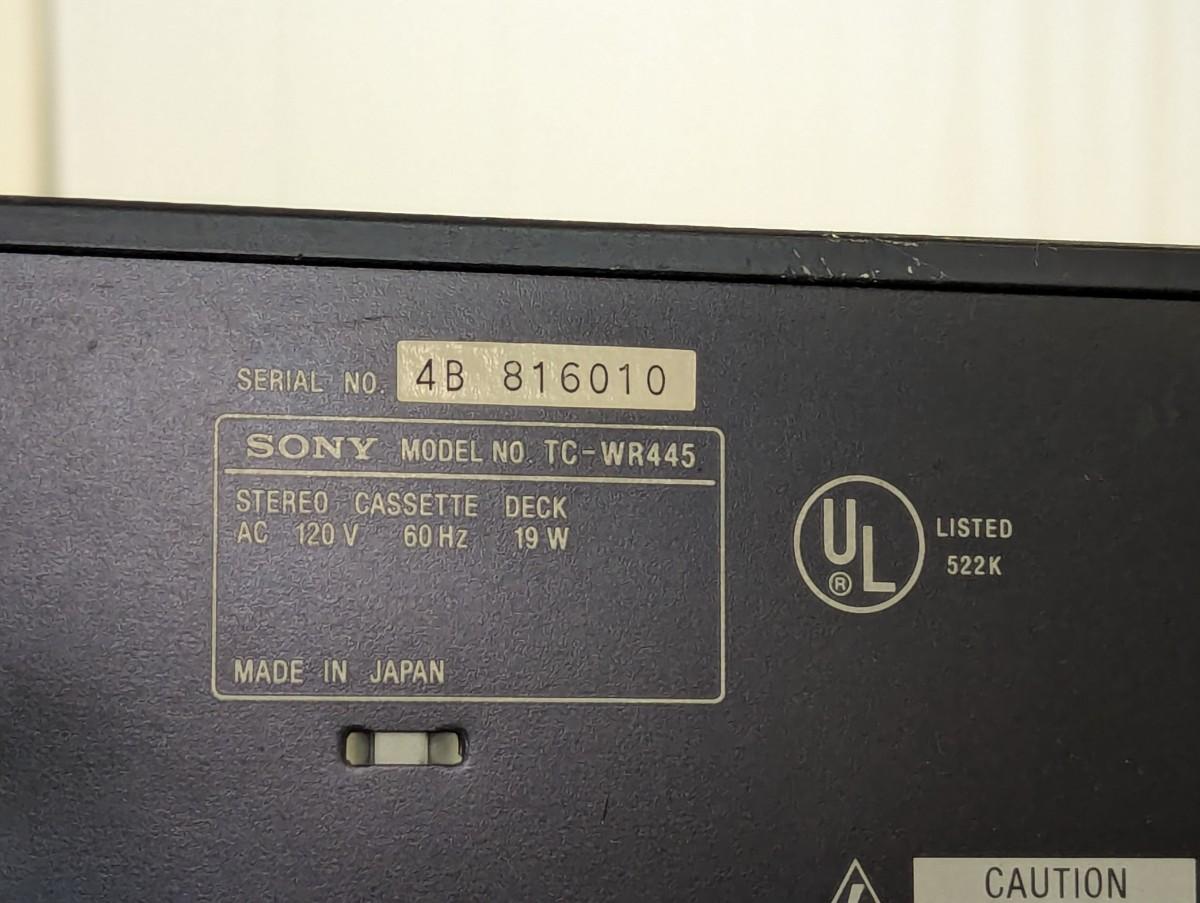 SERIAL NO. 4B 816010
SONY MODEL NO. TC-WR445
STEREO CASSETTE DECK
AC 120 V 60 Hz 19 W
MADE IN JAPAN
UL
®
LISTED
522K
CAUTION